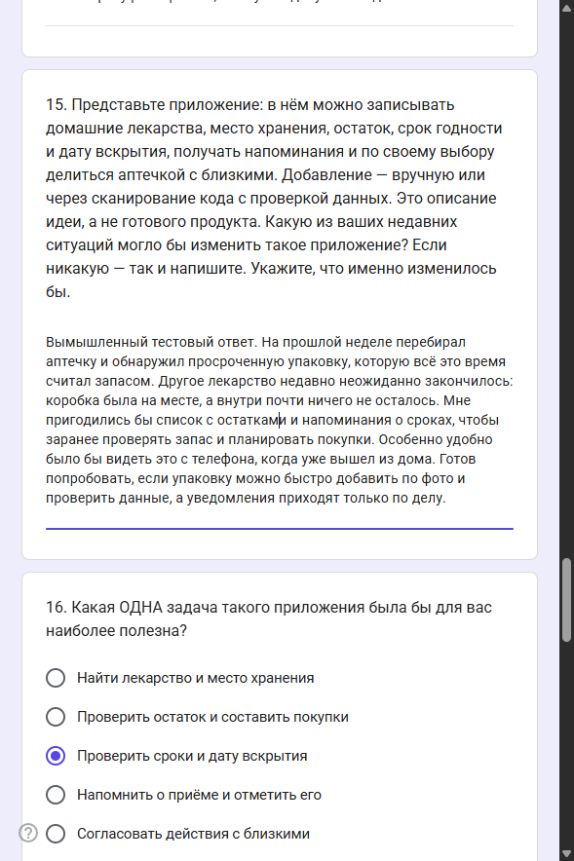 15. Представьте приложение: в нём можно записывать
домашние лекарства, место хранения, остаток, срок годности
и дату вскрытия, получать напоминания и по своему выбору
делиться аптечкой с близкими. Добавление — вручную или
через сканирование кода с проверкой данных. Это описание
идеи, а не готового продукта. Какую из ваших недавних
ситуаций могло бы изменить такое приложение? Если
никакую — так и напишите. Укажите, что именно изменилось
бы.
Вымышленный тестовый ответ. На прошлой неделе перебирал
аптечку и обнаружил просроченную упаковку, которую всё это время
считал запасом. Другое лекарство недавно неожиданно закончилось:
коробка была на месте, а внутри почти ничего не осталось. Мне
пригодились бы список с остатками и напоминания о сроках, чтобы
заранее проверять запас и планировать покупки. Особенно удобно
было бы видеть это с телефона, когда уже вышел из дома. Готов
попробовать, если упаковку можно быстро добавить по фото и
проверить данные, а уведомления приходят только по делу.
16. Какая ОДНА задача такого приложения была бы для вас
наиболее полезна?
Найти лекарство и место хранения
Проверить остаток и составить покупки
Проверить сроки и дату вскрытия
Напомнить о приёме и отметить его
Согласовать действия с близкими